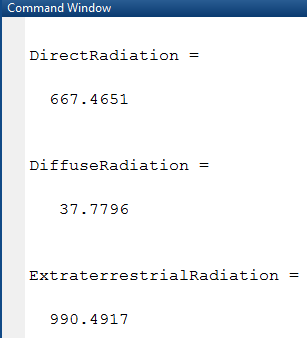 Command Window
DirectRadiation =
667.4651
DiffuseRadiation =
37.7796
ExtraterrestrialRadiation =
990.4917